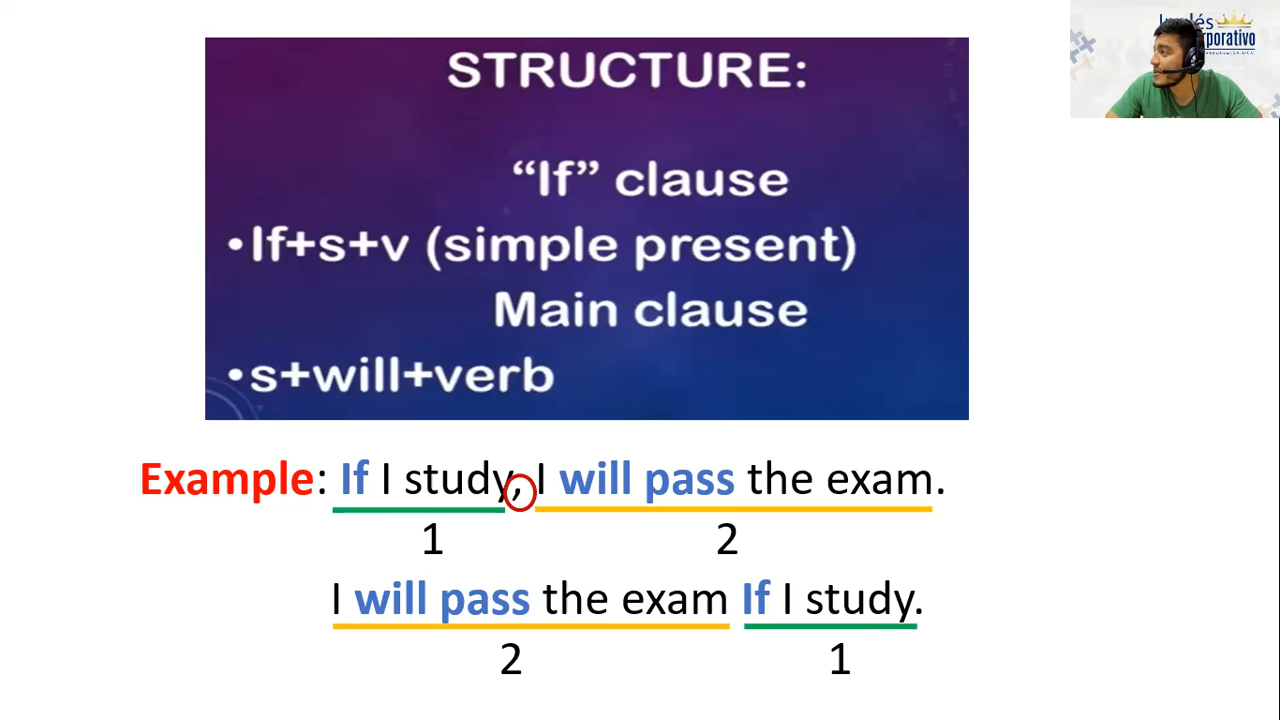 STRUCTURE:
“If” clause
•If+s+v (simple present)
Main clause
•s+will+verb
Example: If I study, I will pass the exam.
1 2
I will pass the exam If I study.
2 1